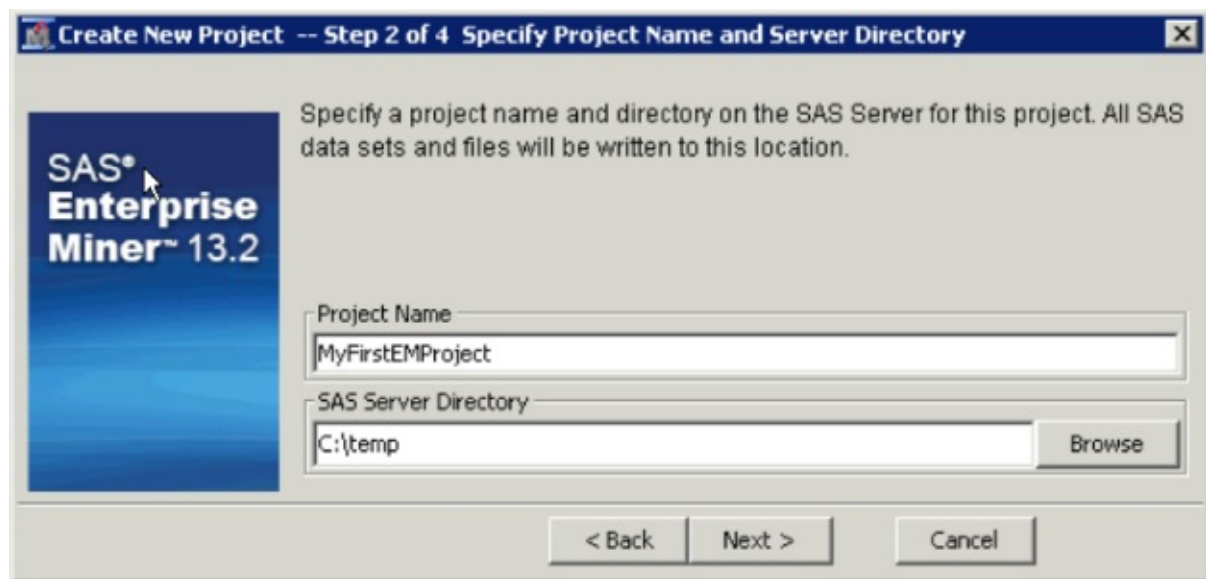 Create New Project -- Step 2 of 4 Specify Project Name and Server Directory
Specify a project name and directory on the SAS Server for this project. All SAS
data sets and files will be written to this location.
SAS®
Enterprise
Miner™ 13.2
Project Name
MyFirstEMProject
SAS Server Directory
C:\temp
Browse
< Back
Next >
Cancel